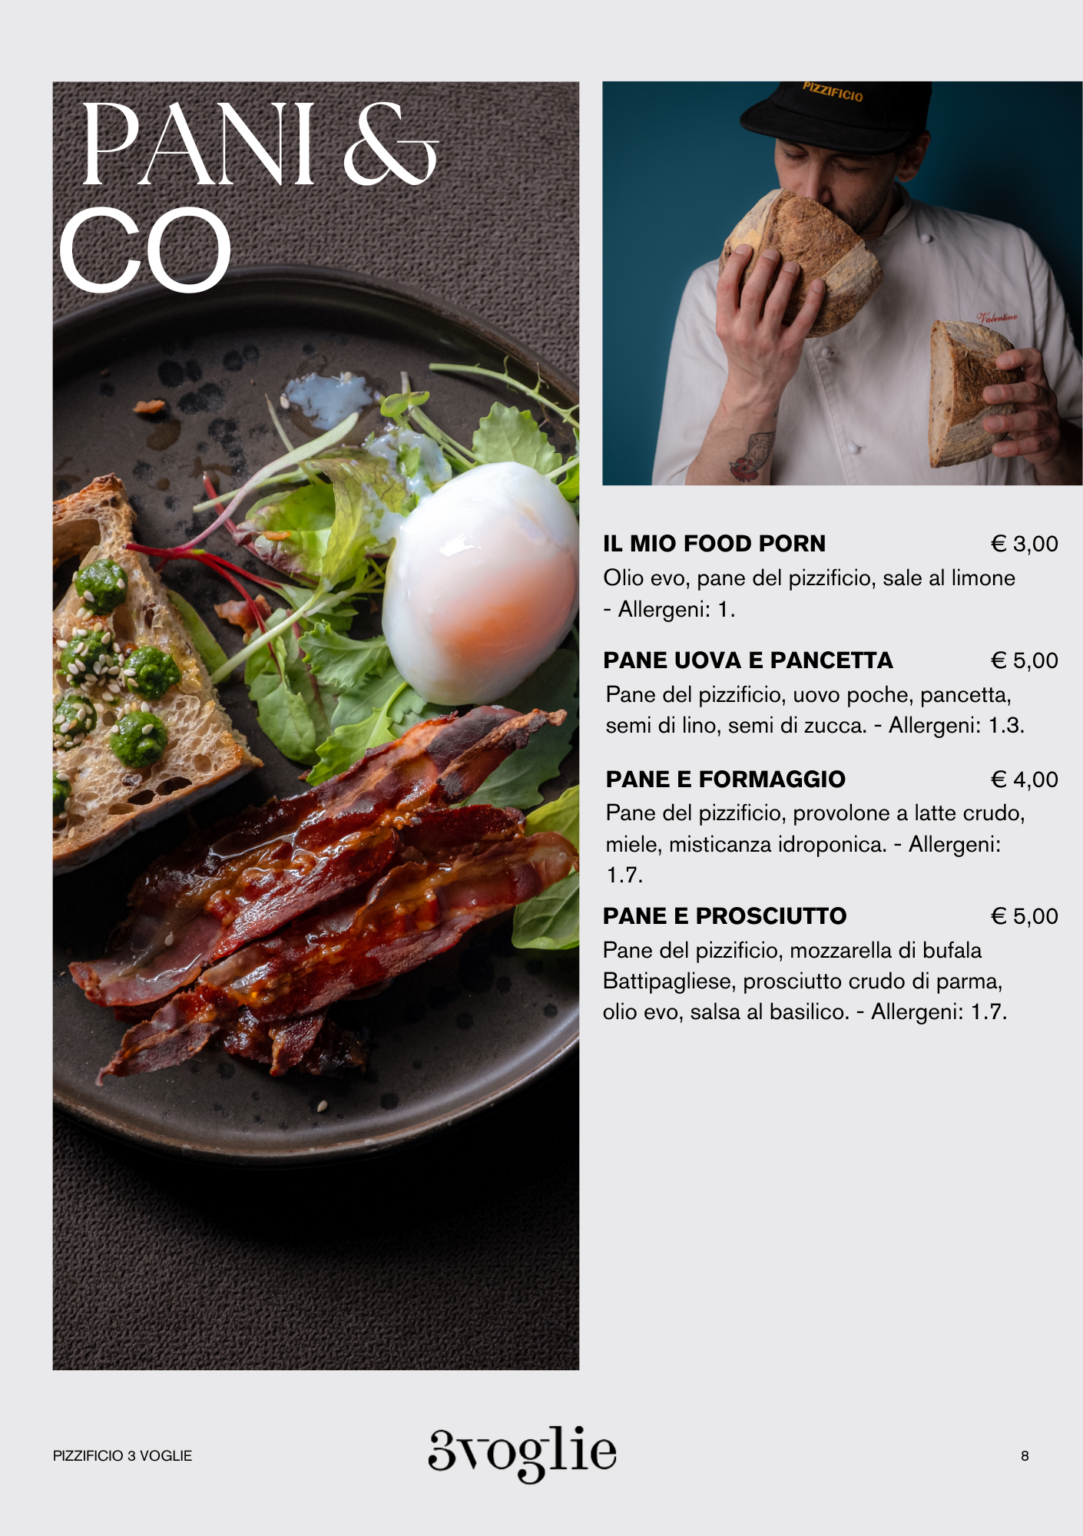 PANI &
CO
PIZZIFICIO
Valentino
IL MIO FOOD PORN € 3,00
Olio evo, pane del pizzificio, sale al limone
- Allergeni: 1.
PANE UOVA E PANCETTA € 5,00
Pane del pizzificio, uovo poche, pancetta,
semi di lino, semi di zucca. - Allergeni: 1.3.
PANE E FORMAGGIO € 4,00
Pane del pizzificio, provolone a latte crudo,
miele, misticanza idroponica. - Allergeni:
1.7.
PANE E PROSCIUTTO € 5,00
Pane del pizzificio, mozzarella di bufala
Battipagliese, prosciutto crudo di parma,
olio evo, salsa al basilico. - Allergeni: 1.7.
PIZZIFICIO 3 VOGLIE
3voglie
8